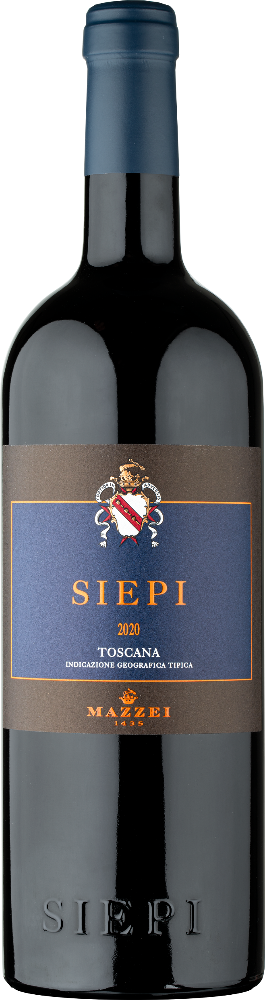 FORTIOR IN ADVERSIS
SIEPI
2020
TOSCANA
INDICAZIONE GEOGRAFICA TIPICA
MAZZEI
1435
SIEPI